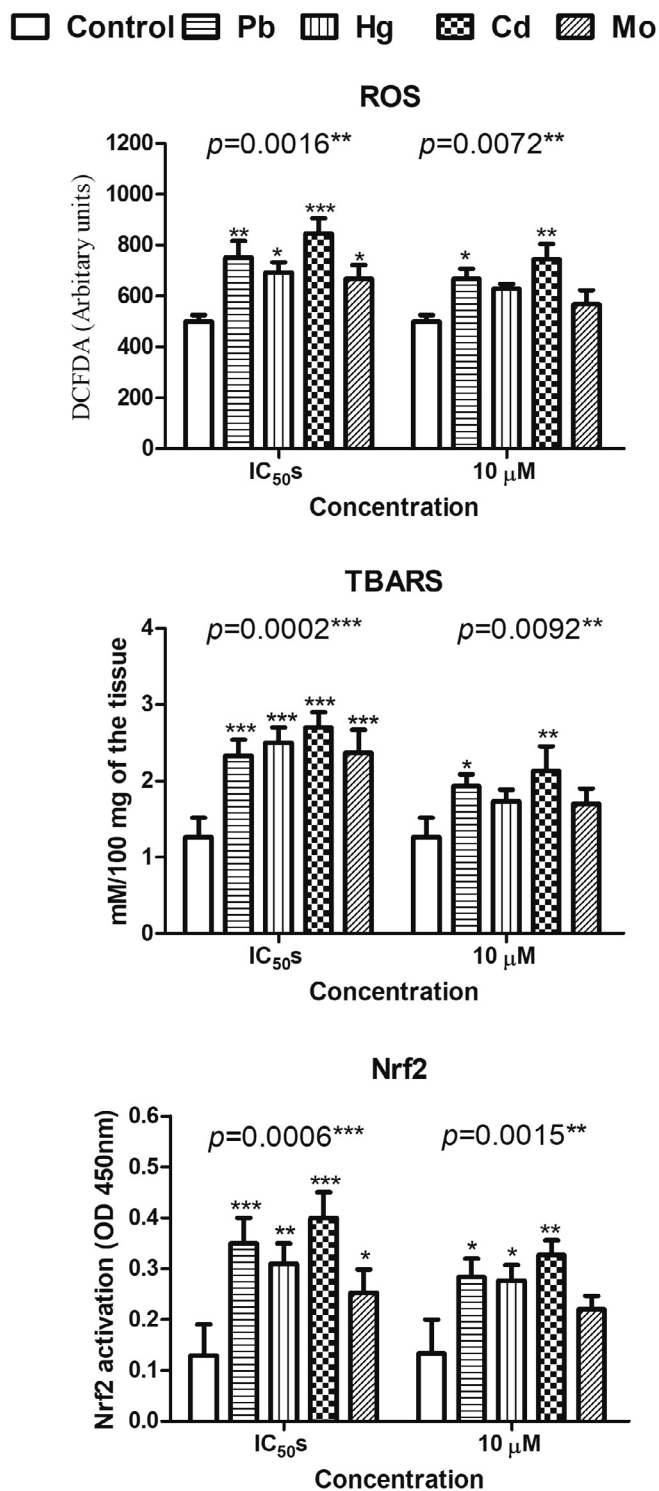 Control Pb Hg Cd Mo
ROS
p=0.0016** p=0.0072**
DCFDA (Arbitary units)
1200
1000
800
600
400
200
0
** * *** * * **
IC50s 10 μM
Concentration
TBARS
p=0.0002*** p=0.0092**
mM/100 mg of the tissue
4
3
2
1
0
*** *** *** *** * **
IC50s 10 μM
Concentration
Nrf2
p=0.0006*** p=0.0015**
Nrf2 activation (OD 450nm)
0.6
0.5
0.4
0.3
0.2
0.1
0.0
*** ** *** * * * **
IC50s 10 μM
Concentration